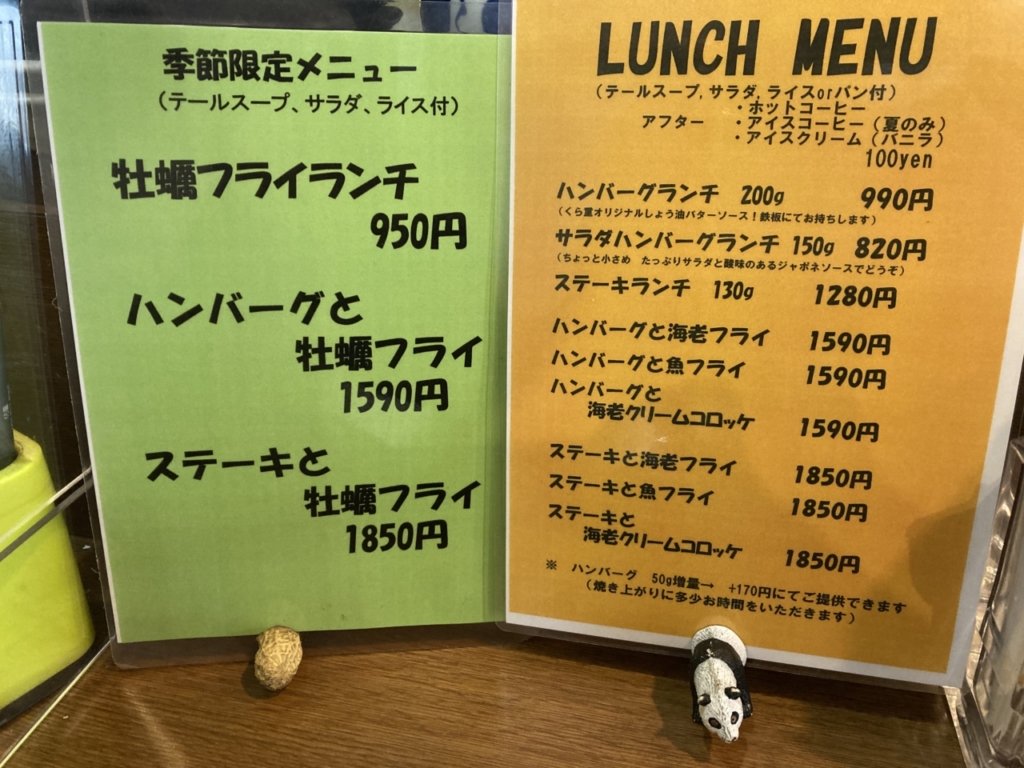 季節限定メニュー
(テールスープ、サラダ、ライス付)
牡蠣フライランチ
950円
ハンバーグと
牡蠣フライ
1590円
ステーキと
牡蠣フライ
1850円
LUNCH MENU
(テールスープ,サラダ,ライスorパン付)
・ホットコーヒー
アフター ・アイスコーヒー(夏のみ)
・アイスクリーム(バニラ)
100yen
ハンバーグランチ 200g 990円
(くら重オリジナルしょう油バターソース!鉄板にてお持ちします)
サラダハンバーグランチ 150g 820円
(ちょっと小さめ たっぷりサラダと酸味のあるジャポネソースでどうぞ)
ステーキランチ 130g 1280円
ハンバーグと海老フライ 1590円
ハンバーグと魚フライ 1590円
ハンバーグと
海老クリームコロッケ 1590円
ステーキと海老フライ 1850円
ステーキと魚フライ 1850円
ステーキと
海老クリームコロッケ 1850円
※ ハンバーグ 50g増量→ +170円にてご提供できます
(焼き上がりに多少お時間をいただきます)